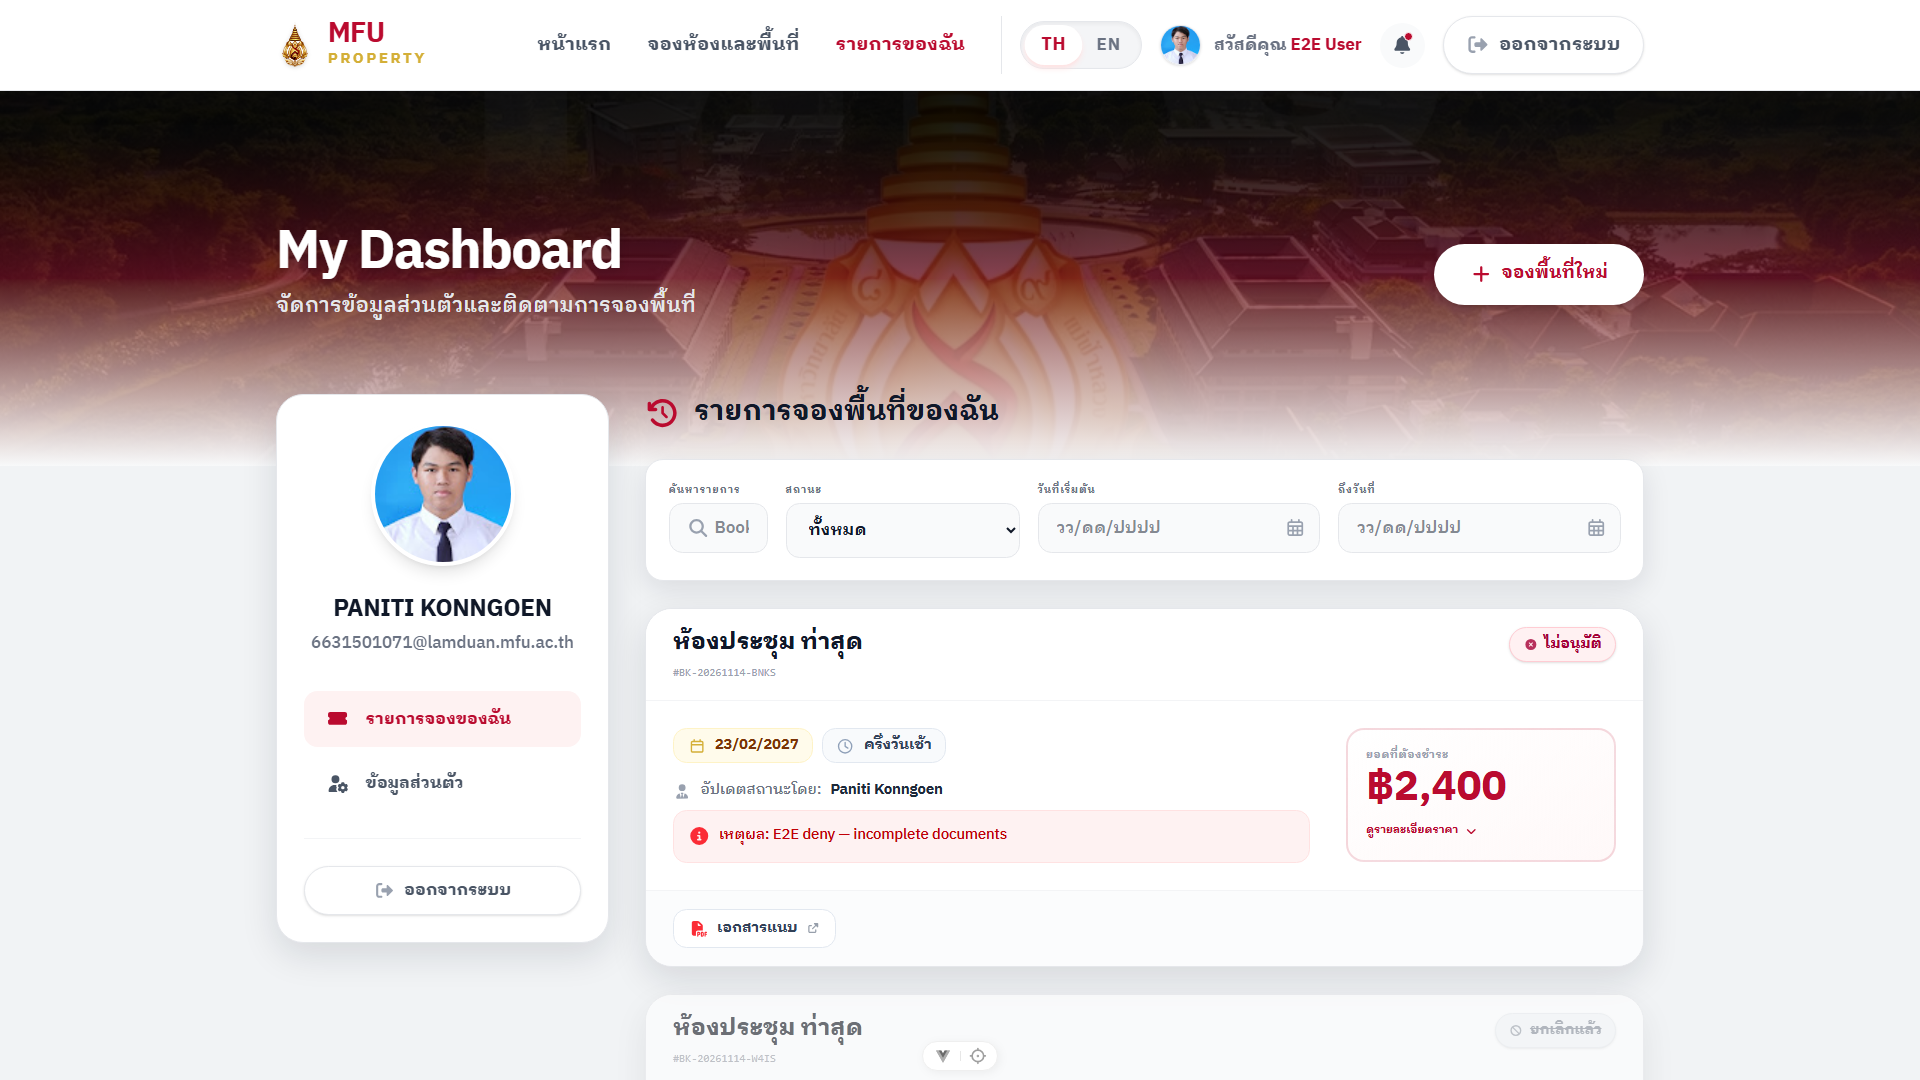 MFU
PROPERTY
หน้าแรก
จองห้องและพื้นที่
รายการของฉัน
TH
EN
สวัสดีคุณ E2E User
ออกจากระบบ
My Dashboard
จัดการข้อมูลส่วนตัวและติดตามการจองพื้นที่
จองพื้นที่ใหม่
PANITI KONNGOEN
6631501071@lamduan.mfu.ac.th
รายการจองของฉัน
ข้อมูลส่วนตัว
ออกจากระบบ
รายการจองพื้นที่ของฉัน
ค้นหารายการ
สถานะ
วันที่เริ่มต้น
ถึงวันที่
Bool
ทั้งหมด
วว/ดด/ปปปป
วว/ดด/ปปปป
ห้องประชุม ท่าสุด
#BK-20261114-BNKS
ไม่อนุมัติ
23/02/2027
ครึ่งวันเช้า
อัปเดตสถานะโดย: Paniti Konngoen
เหตุผล: E2E deny — incomplete documents
ยอดที่ต้องชำระ
฿2,400
ดูรายละเอียดราคา
เอกสารแนบ
ห้องประชุม ท่าสุด
#BK-20261114-W4IS
ยกเลิกแล้ว